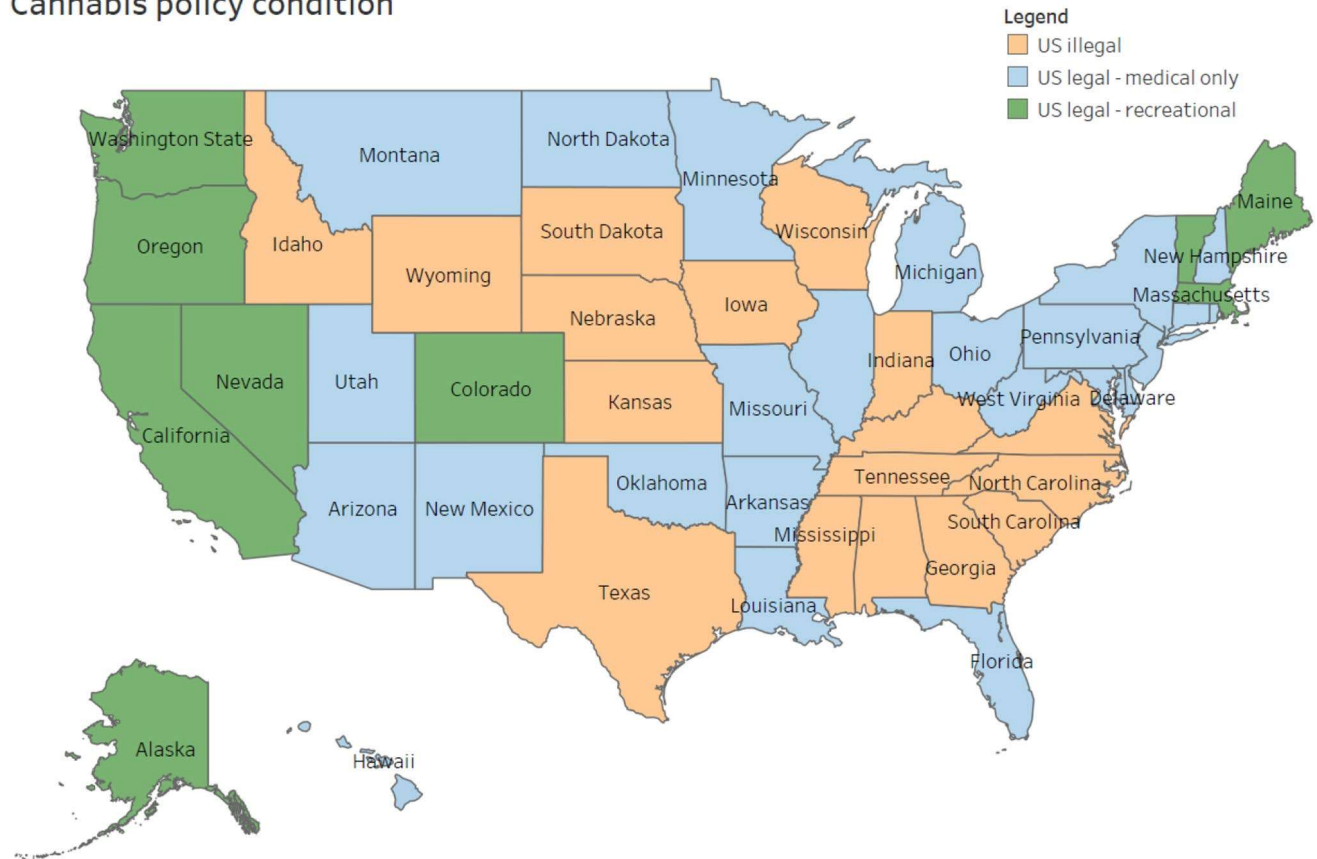 Cannabis policy condition
Legend
US illegal
US legal - medical only
US legal - recreational
Washington State
Montana
North Dakota
Minnesota
Maine
Oregon
Idaho
South Dakota
Wisconsin
New Hampshire
Wyoming
Michigan
Massachusetts
Nebraska
Iowa
Pennsylvania
Indiana
Ohio
Nevada
Utah
Colorado
Kansas
Missouri
West Virginia
Delaware
California
Tennessee
North Carolina
Oklahoma
Arizona
New Mexico
Arkansas
South Carolina
Mississippi
Georgia
Texas
Louisiana
Florida
Alaska
Hawaii